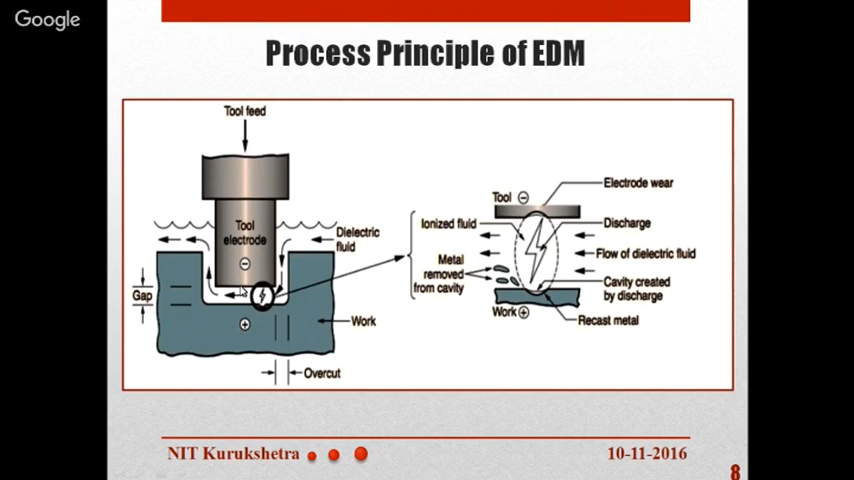 Google
Process Principle of EDM
Tool feed
Tool
electrode
Dielectric
fluid
Gap
Work
Overcut
Tool
Electrode wear
Ionized fluid
Discharge
Flow of dielectric fluid
Metal
removed
from cavity
Cavity created
by discharge
Work
Recast metal
NIT Kurukshetra
10-11-2016
8